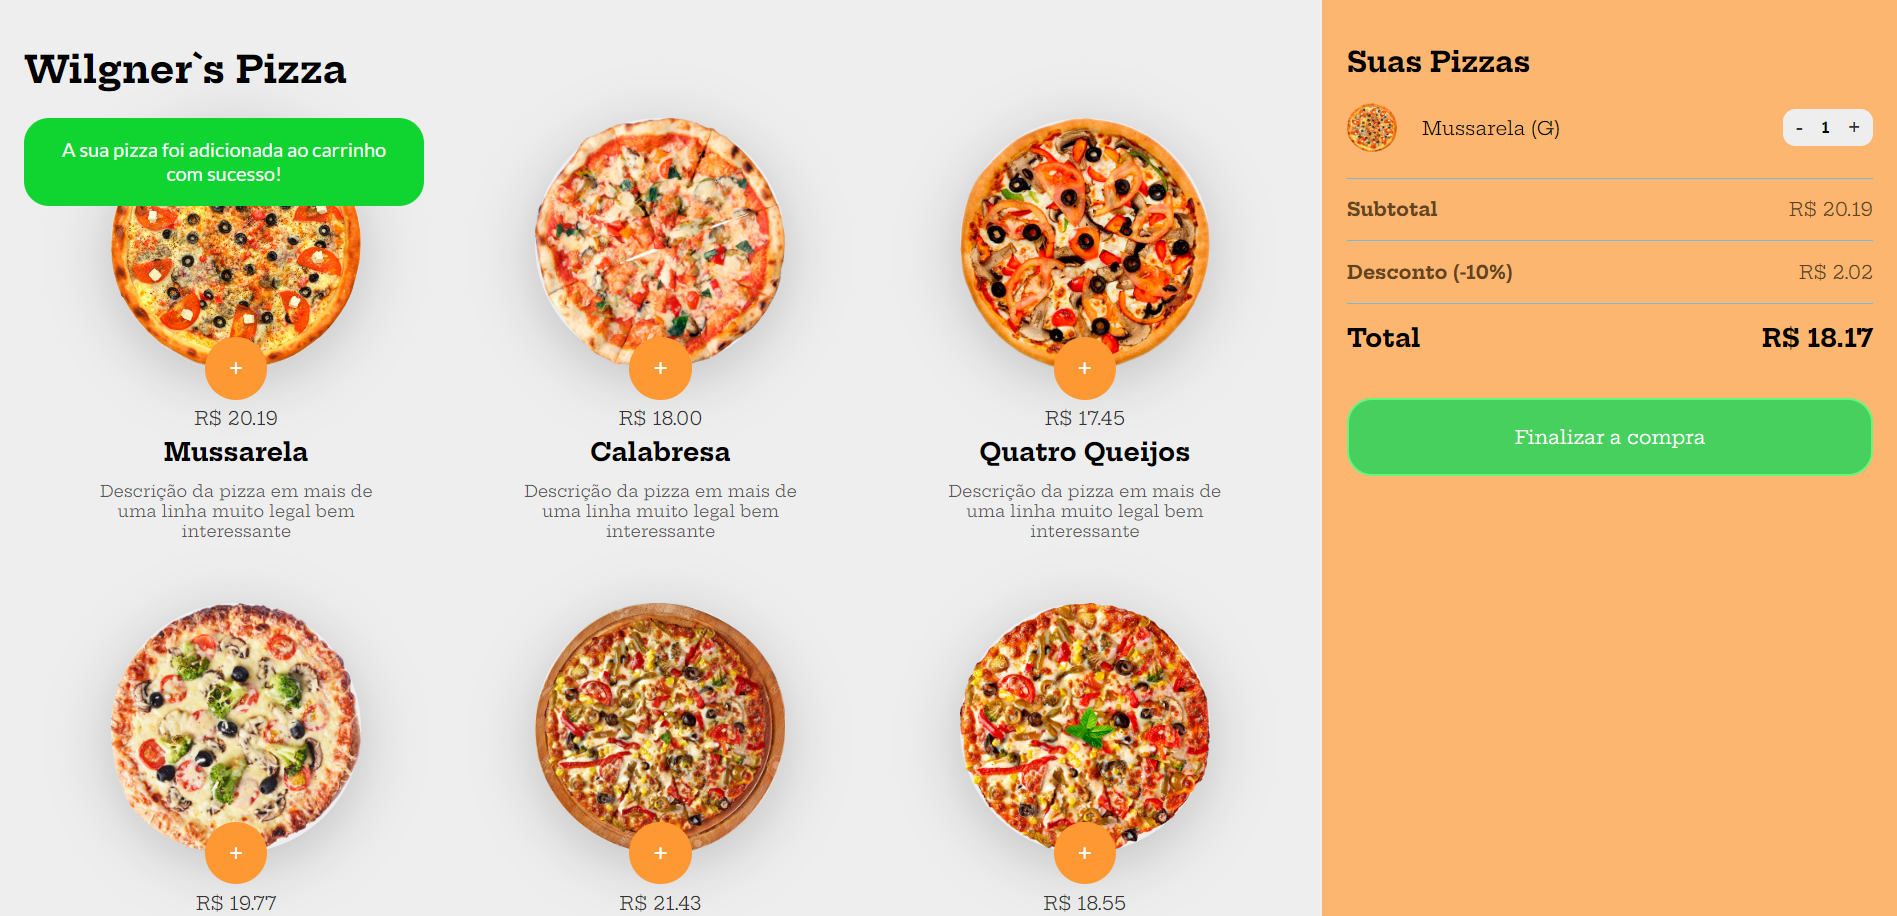 Wilgner`s Pizza
A sua pizza foi adicionada ao carrinho
com sucesso!
+
R$ 20.19
Mussarela
Descrição da pizza em mais de
uma linha muito legal bem
interessante
+
R$ 18.00
Calabresa
Descrição da pizza em mais de
uma linha muito legal bem
interessante
+
R$ 17.45
Quatro Queijos
Descrição da pizza em mais de
uma linha muito legal bem
interessante
+
R$ 19.77
+
R$ 21.43
+
R$ 18.55
Suas Pizzas
Mussarela (G) - 1 +
Subtotal R$ 20.19
Desconto (-10%) R$ 2.02
Total R$ 18.17
Finalizar a compra